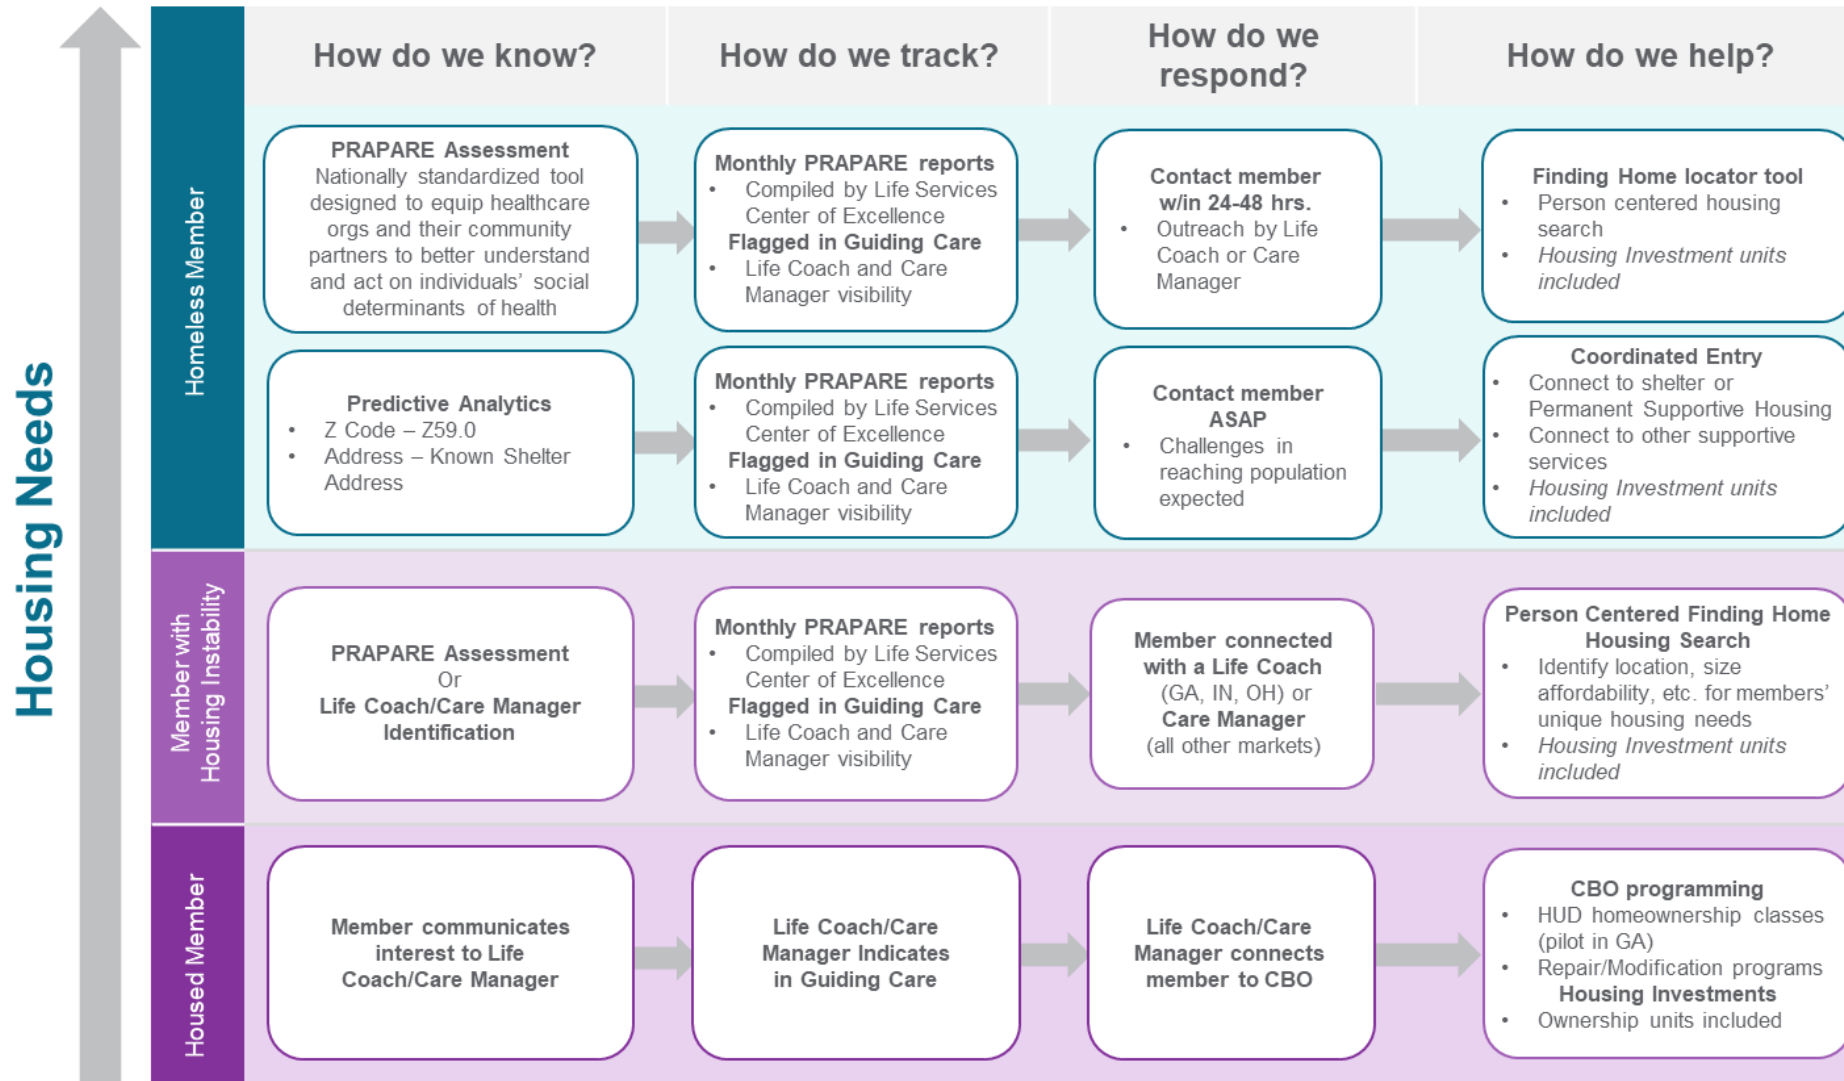 Housing Needs
How do we know?
How do we track?
How do we
respond?
How do we help?
Homeless Member
PRAPARE Assessment
Nationally standardized tool
designed to equip healthcare
orgs and their community
partners to better understand
and act on individuals' social
determinants of health
Monthly PRAPARE reports
• Compiled by Life Services
Center of Excellence
Flagged in Guiding Care
• Life Coach and Care
Manager visibility
Contact member
w/in 24-48 hrs.
• Outreach by Life
Coach or Care
Manager
Finding Home locator tool
• Person centered housing
search
• Housing Investment units
included
Predictive Analytics
• Z Code – Z59.0
• Address – Known Shelter
Address
Monthly PRAPARE reports
• Compiled by Life Services
Center of Excellence
Flagged in Guiding Care
• Life Coach and Care
Manager visibility
Contact member
ASAP
• Challenges in
reaching population
expected
Coordinated Entry
• Connect to shelter or
Permanent Supportive Housing
• Connect to other supportive
services
• Housing Investment units
included
Member with
Housing Instability
PRAPARE Assessment
Or
Life Coach/Care Manager
Identification
Monthly PRAPARE reports
• Compiled by Life Services
Center of Excellence
Flagged in Guiding Care
• Life Coach and Care
Manager visibility
Member connected
with a Life Coach
(GA, IN, OH) or
Care Manager
(all other markets)
Person Centered Finding Home
Housing Search
• Identify location, size
affordability, etc. for members'
unique housing needs
• Housing Investment units
included
Housed Member
Member communicates
interest to Life
Coach/Care Manager
Life Coach/Care
Manager Indicates
in Guiding Care
Life Coach/Care
Manager connects
member to CBO
CBO programming
• HUD homeownership classes
(pilot in GA)
• Repair/Modification programs
Housing Investments
• Ownership units included